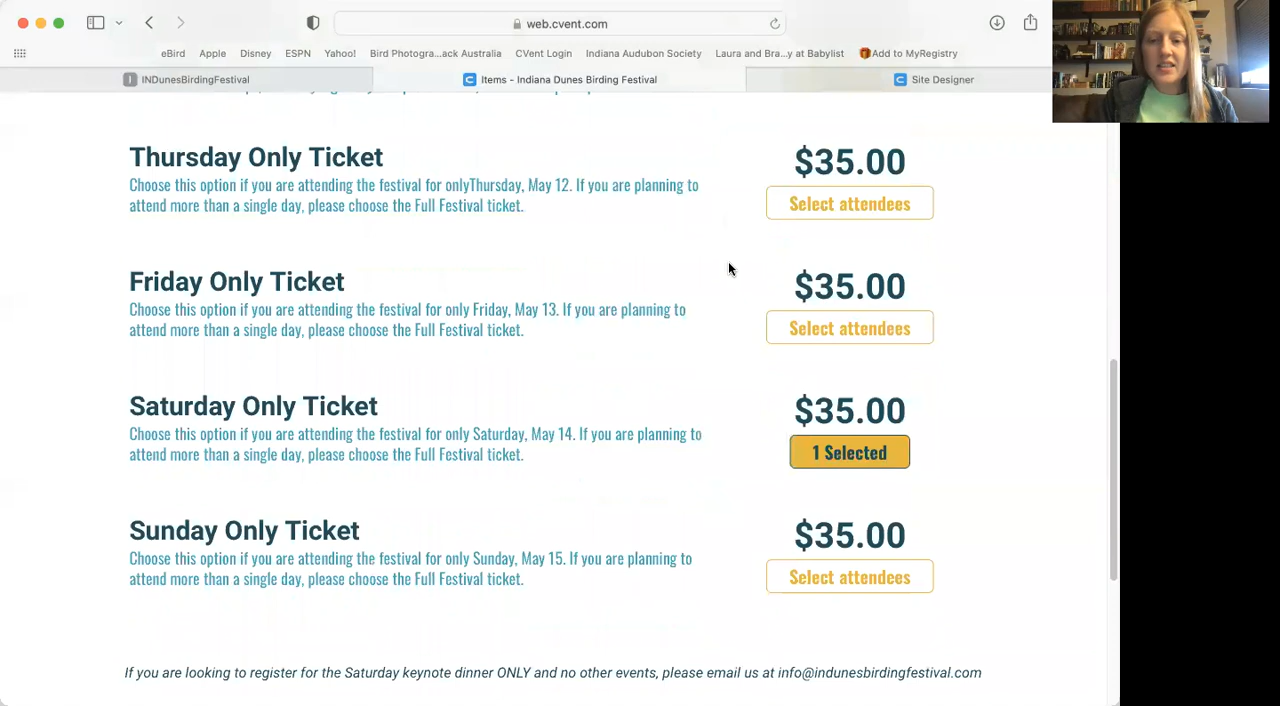 web.cvent.com
eBird Apple Disney ESPN Yahoo! Bird Photogra...ack Australia CVent Login Indiana Audubon Society Laura and Bra...y at Babylist Add to MyRegistry
INDunesBirdingFestival Items - Indiana Dunes Birding Festival Site Designer
Thursday Only Ticket $35.00
Choose this option if you are attending the festival for onlyThursday, May 12. If you are planning to
attend more than a single day, please choose the Full Festival ticket.
Select attendees
Friday Only Ticket $35.00
Choose this option if you are attending the festival for only Friday, May 13. If you are planning to
attend more than a single day, please choose the Full Festival ticket.
Select attendees
Saturday Only Ticket $35.00
Choose this option if you are attending the festival for only Saturday, May 14. If you are planning to
attend more than a single day, please choose the Full Festival ticket.
1 Selected
Sunday Only Ticket $35.00
Choose this option if you are attending the festival for only Sunday, May 15. If you are planning to
attend more than a single day, please choose the Full Festival ticket.
Select attendees
If you are looking to register for the Saturday keynote dinner ONLY and no other events, please email us at info@indunesbirdingfestival.com